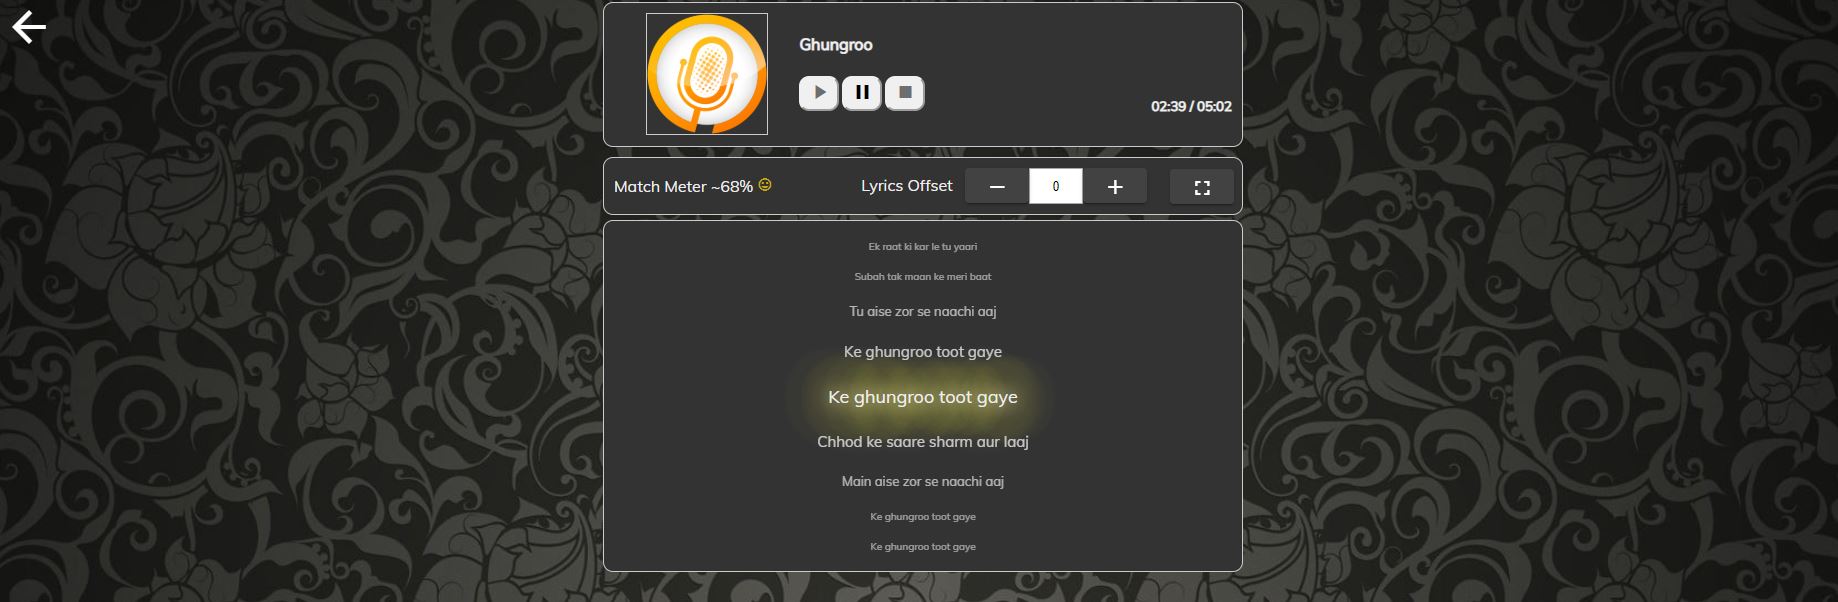 Ghungroo
02:39 / 05:02
Match Meter ~68%
Lyrics Offset
0
Ek raat ki kar le tu yaari
Subah tak maan ke meri baat
Tu aise zor se naachi aaj
Ke ghungroo toot gaye
Ke ghungroo toot gaye
Chhod ke saare sharm aur laaj
Main aise zor se naachi aaj
Ke ghungroo toot gaye
Ke ghungroo toot gaye